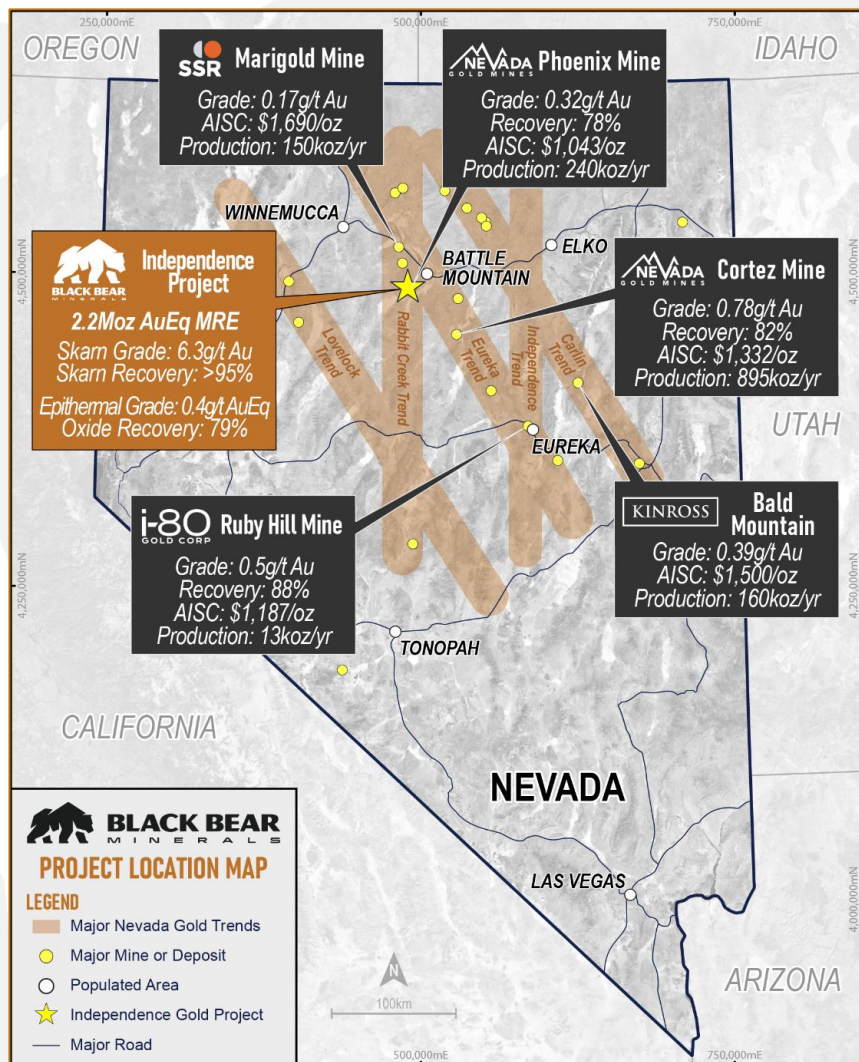 250,000mE
500,000mE
750,000mE
OREGON
IDAHO
SSR
Marigold Mine
Grade: 0.17g/t Au
AISC: $1,690/oz
Production: 150koz/yr
NEVADA
GOLD MINES
Phoenix Mine
Grade: 0.32g/t Au
Recovery: 78%
AISC: $1,043/oz
Production: 240koz/yr
WINNEMUCCA
ELKO
BATTLE
MOUNTAIN
4,500,000mN
4,500,000mN
BLACK BEAR
MINERALS
Independence
Project
2.2Moz AuEq MRE
Skarn Grade: 6.3g/t Au
Skarn Recovery: >95%
Epithermal Grade: 0.4g/t AuEq
Oxide Recovery: 79%
NEVADA
GOLD MINES
Cortez Mine
Grade: 0.78g/t Au
Recovery: 82%
AISC: $1,332/oz
Production: 895koz/yr
Lovelock
Trend
Rabbit Creek Trend
Eureka
Trend
Independence
Trend
Carlin
Trend
UTAH
EUREKA
i-80
GOLD CORP
Ruby Hill Mine
Grade: 0.5g/t Au
Recovery: 88%
AISC: $1,187/oz
Production: 13koz/yr
KINROSS
Bald
Mountain
Grade: 0.39g/t Au
AISC: $1,500/oz
Production: 160koz/yr
4,250,000mN
4,250,000mN
TONOPAH
CALIFORNIA
NEVADA
LAS VEGAS
4,000,000mN
ARIZONA
BLACK BEAR
MINERALS
PROJECT LOCATION MAP
LEGEND
Major Nevada Gold Trends
Major Mine or Deposit
Populated Area
Independence Gold Project
Major Road
N
100km
500,000mE
750,000mE